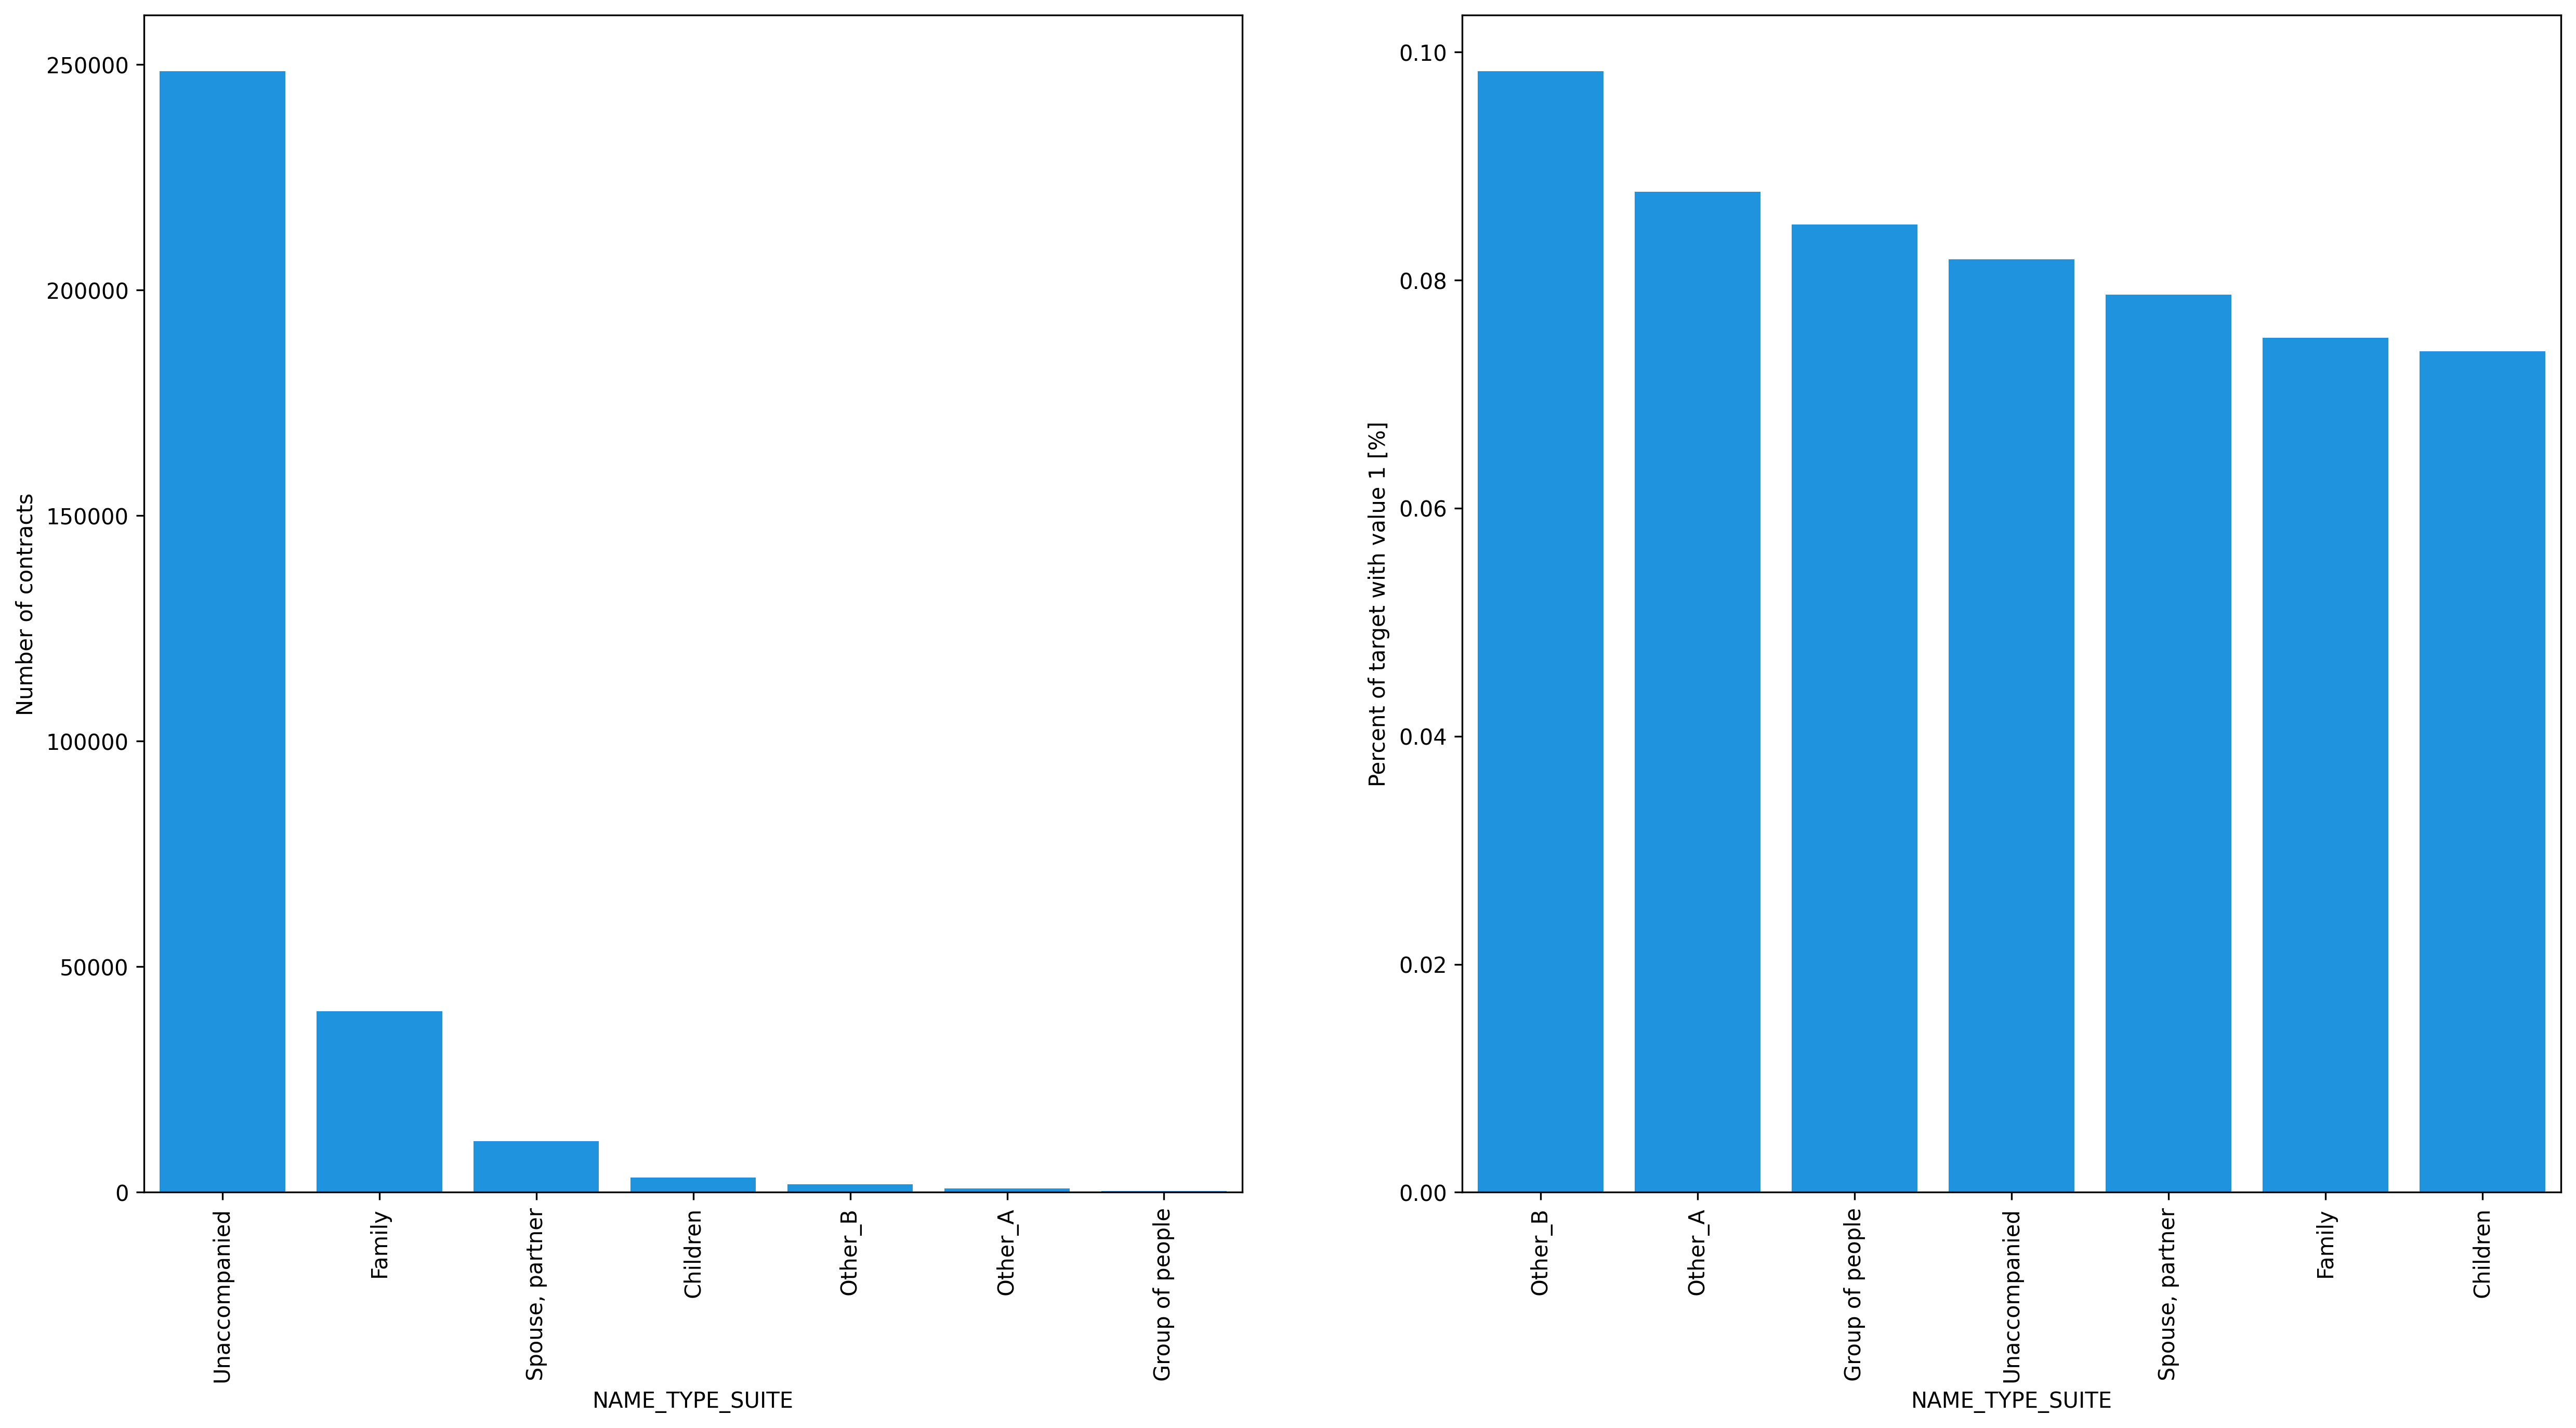 Number of contracts
250000
200000
150000
100000
50000
0
Unaccompanied
Family
Spouse, partner
Children
Other_B
Other_A
Group of people
NAME_TYPE_SUITE
Percent of target with value 1 [%]
0.10
0.08
0.06
0.04
0.02
0.00
Other_B
Other_A
Group of people
Unaccompanied
Spouse, partner
Family
Children
NAME_TYPE_SUITE